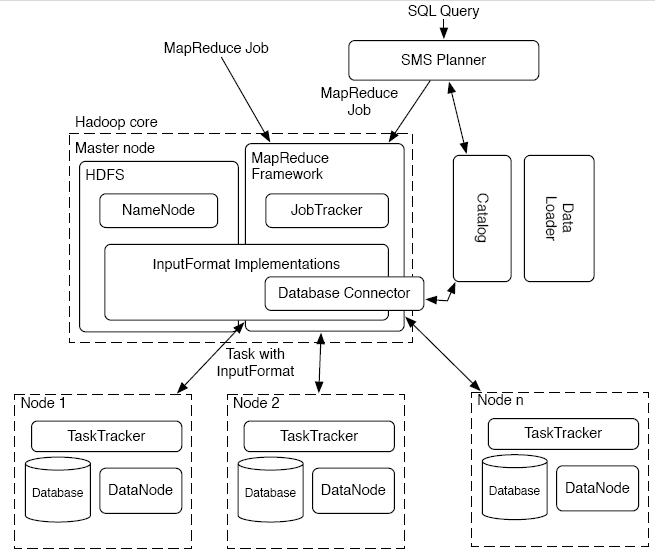 SQL Query
SMS Planner
MapReduce Job
MapReduce
Job
Hadoop core
Master node
HDFS
NameNode
MapReduce
Framework
JobTracker
InputFormat Implementations
Database Connector
Catalog
Data
Loader
Task with
InputFormat
Node 1
TaskTracker
Database
DataNode
Node 2
TaskTracker
Database
DataNode
Node n
TaskTracker
Database
DataNode